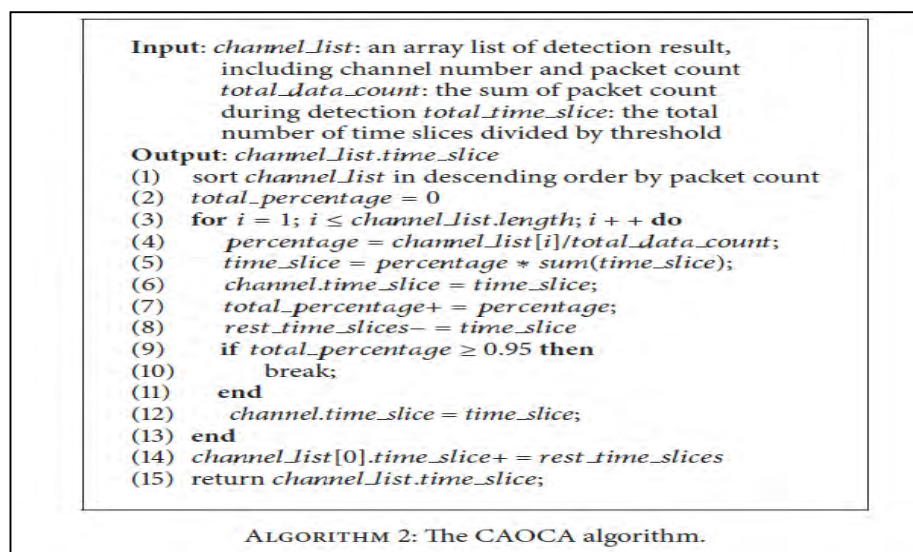 Input: channel_list: an array list of detection result,
including channel number and packet count
total_data_count: the sum of packet count
during detection total_time_slice: the total
number of time slices divided by threshold
Output: channel_list.time_slice
(1) sort channel_list in descending order by packet count
(2) total_percentage = 0
(3) for i = 1; i ≤ channel_list.length; i + + do
(4) percentage = channel_list[i]/total_data_count;
(5) time_slice = percentage * sum(time_slice);
(6) channel.time_slice = time_slice;
(7) total_percentage+ = percentage;
(8) rest_time_slices− = time_slice
(9) if total_percentage ≥ 0.95 then
(10) break;
(11) end
(12) channel.time_slice = time_slice;
(13) end
(14) channel_list[0].time_slice+ = rest_time_slices
(15) return channel_list.time_slice;
ALGORITHM 2: The CAOCA algorithm.